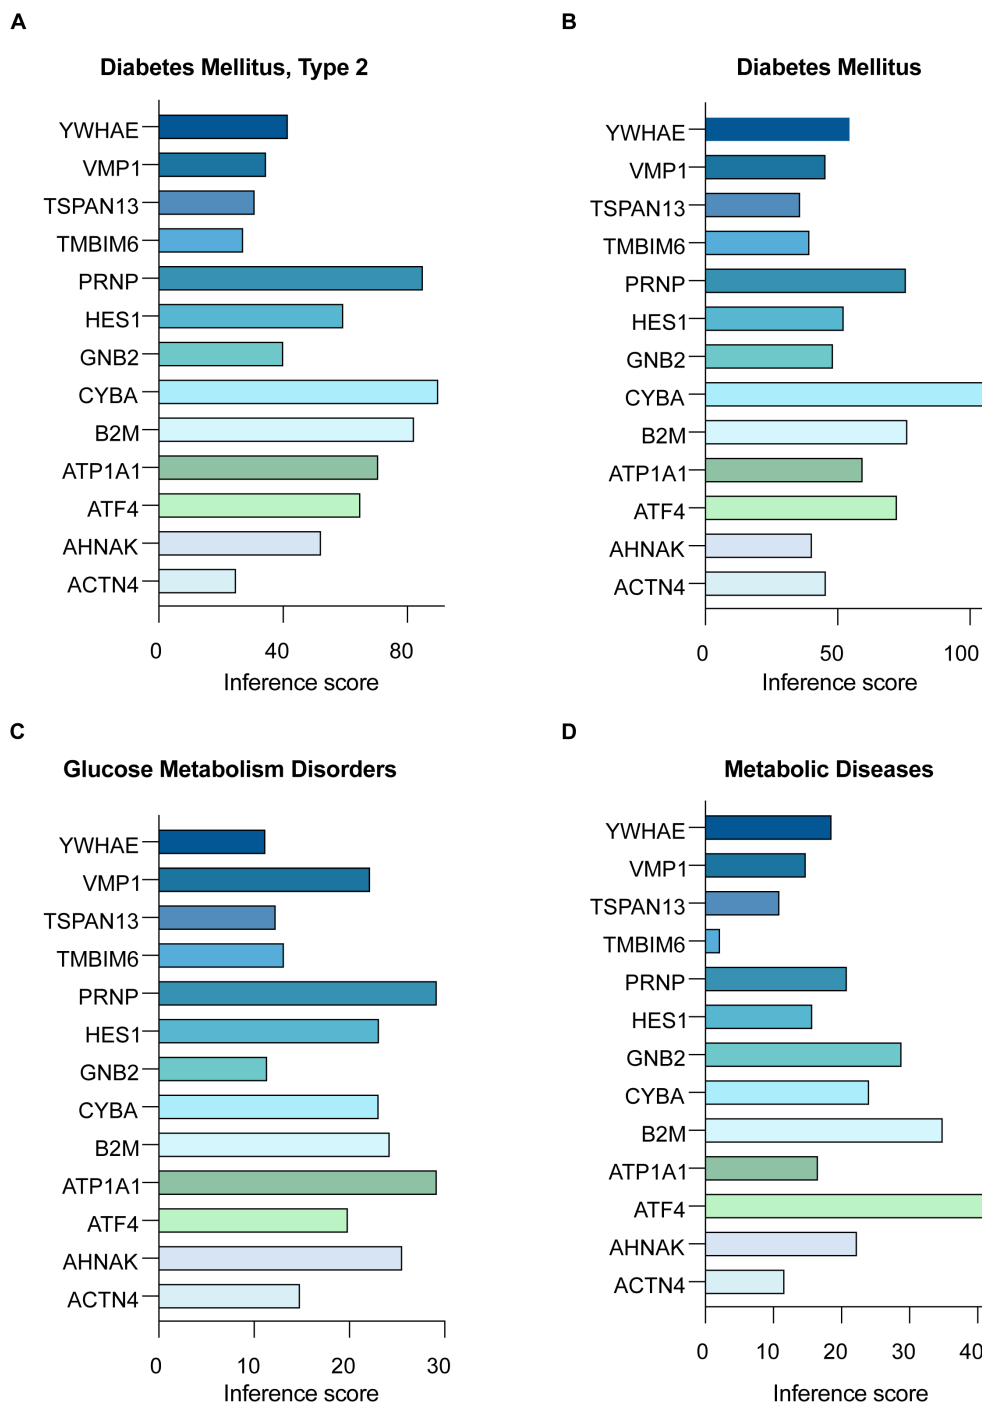 A
Diabetes Mellitus, Type 2
YWHAE
VMP1
TSPAN13
TMBIM6
PRNP
HES1
GNB2
CYBA
B2M
ATP1A1
ATF4
AHNAK
ACTN4
0 40 80
Inference score
B
Diabetes Mellitus
YWHAE
VMP1
TSPAN13
TMBIM6
PRNP
HES1
GNB2
CYBA
B2M
ATP1A1
ATF4
AHNAK
ACTN4
0 50 100
Inference score
C
Glucose Metabolism Disorders
YWHAE
VMP1
TSPAN13
TMBIM6
PRNP
HES1
GNB2
CYBA
B2M
ATP1A1
ATF4
AHNAK
ACTN4
0 10 20 30
Inference score
D
Metabolic Diseases
YWHAE
VMP1
TSPAN13
TMBIM6
PRNP
HES1
GNB2
CYBA
B2M
ATP1A1
ATF4
AHNAK
ACTN4
0 10 20 30 40
Inference score